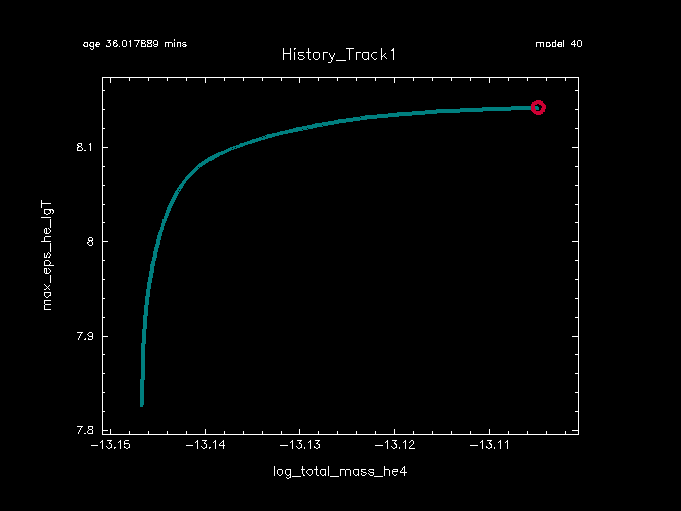 age 36.017889 mins
model 40
History_Track1
8.1
8
7.9
7.8
max_eps_he_lgT
-13.15
-13.14
-13.13
-13.12
-13.11
log_total_mass_he4